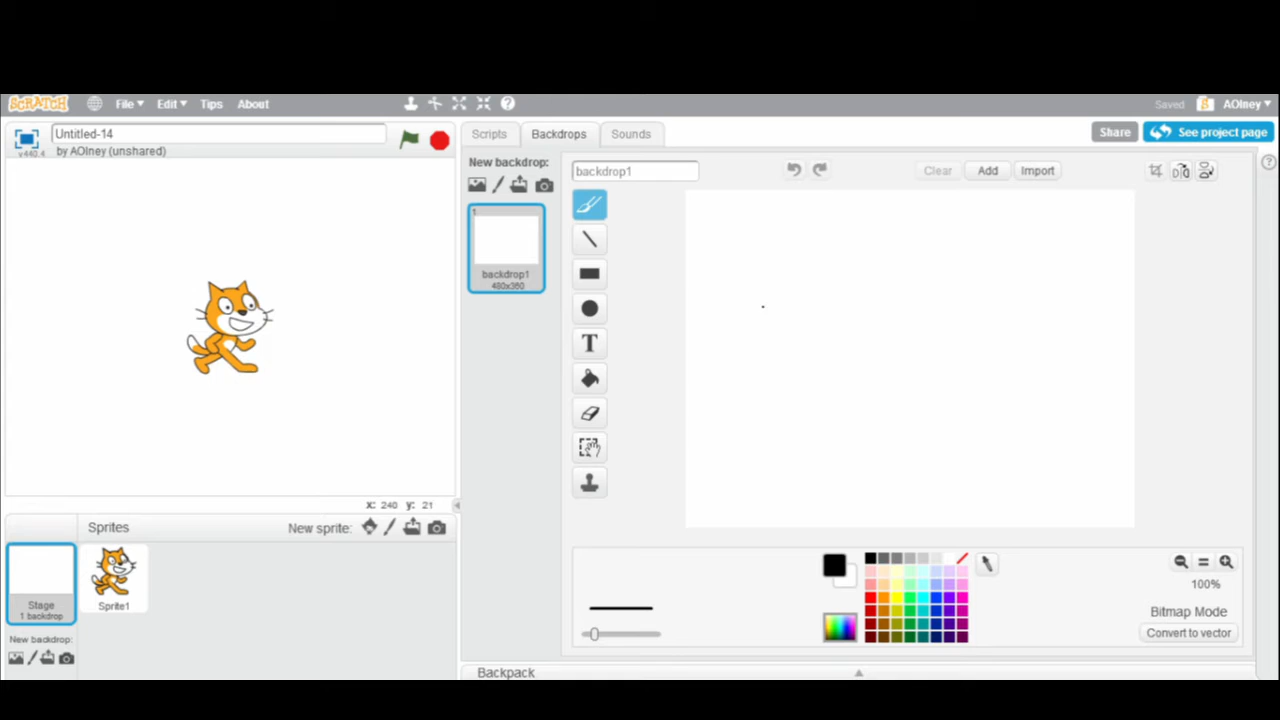 SCRATCH File Edit Tips About Saved AOlney
v440.4 Untitled-14
by AOlney (unshared)
Scripts Backdrops Sounds Share See project page
New backdrop: backdrop1 Clear Add Import
1
backdrop1
480x360
T
x: 240 y: 21
Sprites New sprite:
Stage
1 backdrop
Sprite1
New backdrop:
100%
Bitmap Mode
Convert to vector
Backpack